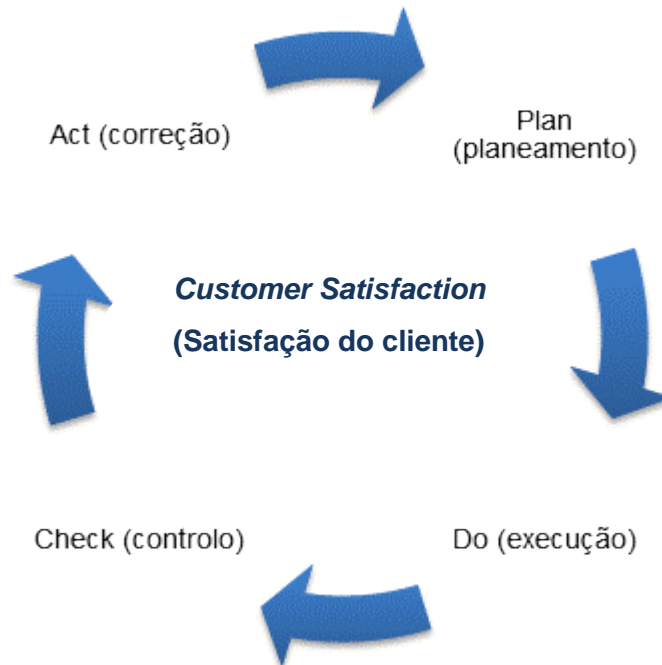 Act (correção)
Plan
(planeamento)
Customer Satisfaction
(Satisfação do cliente)
Check (controlo)
Do (execução)